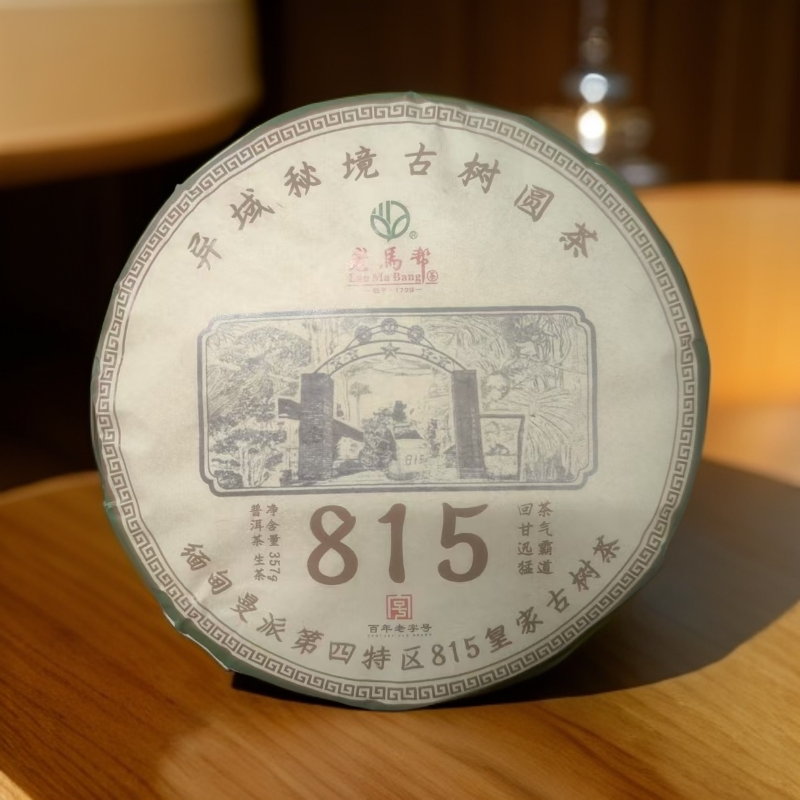 异域秘境古树圆茶
®
老馬帮
Lao Ma Bang 茶
815
普洱茶 生茶
净含量 357g
815
茶气霸道
回甘迅猛
百年老字号
缅甸曼派第四特区815皇家古树茶